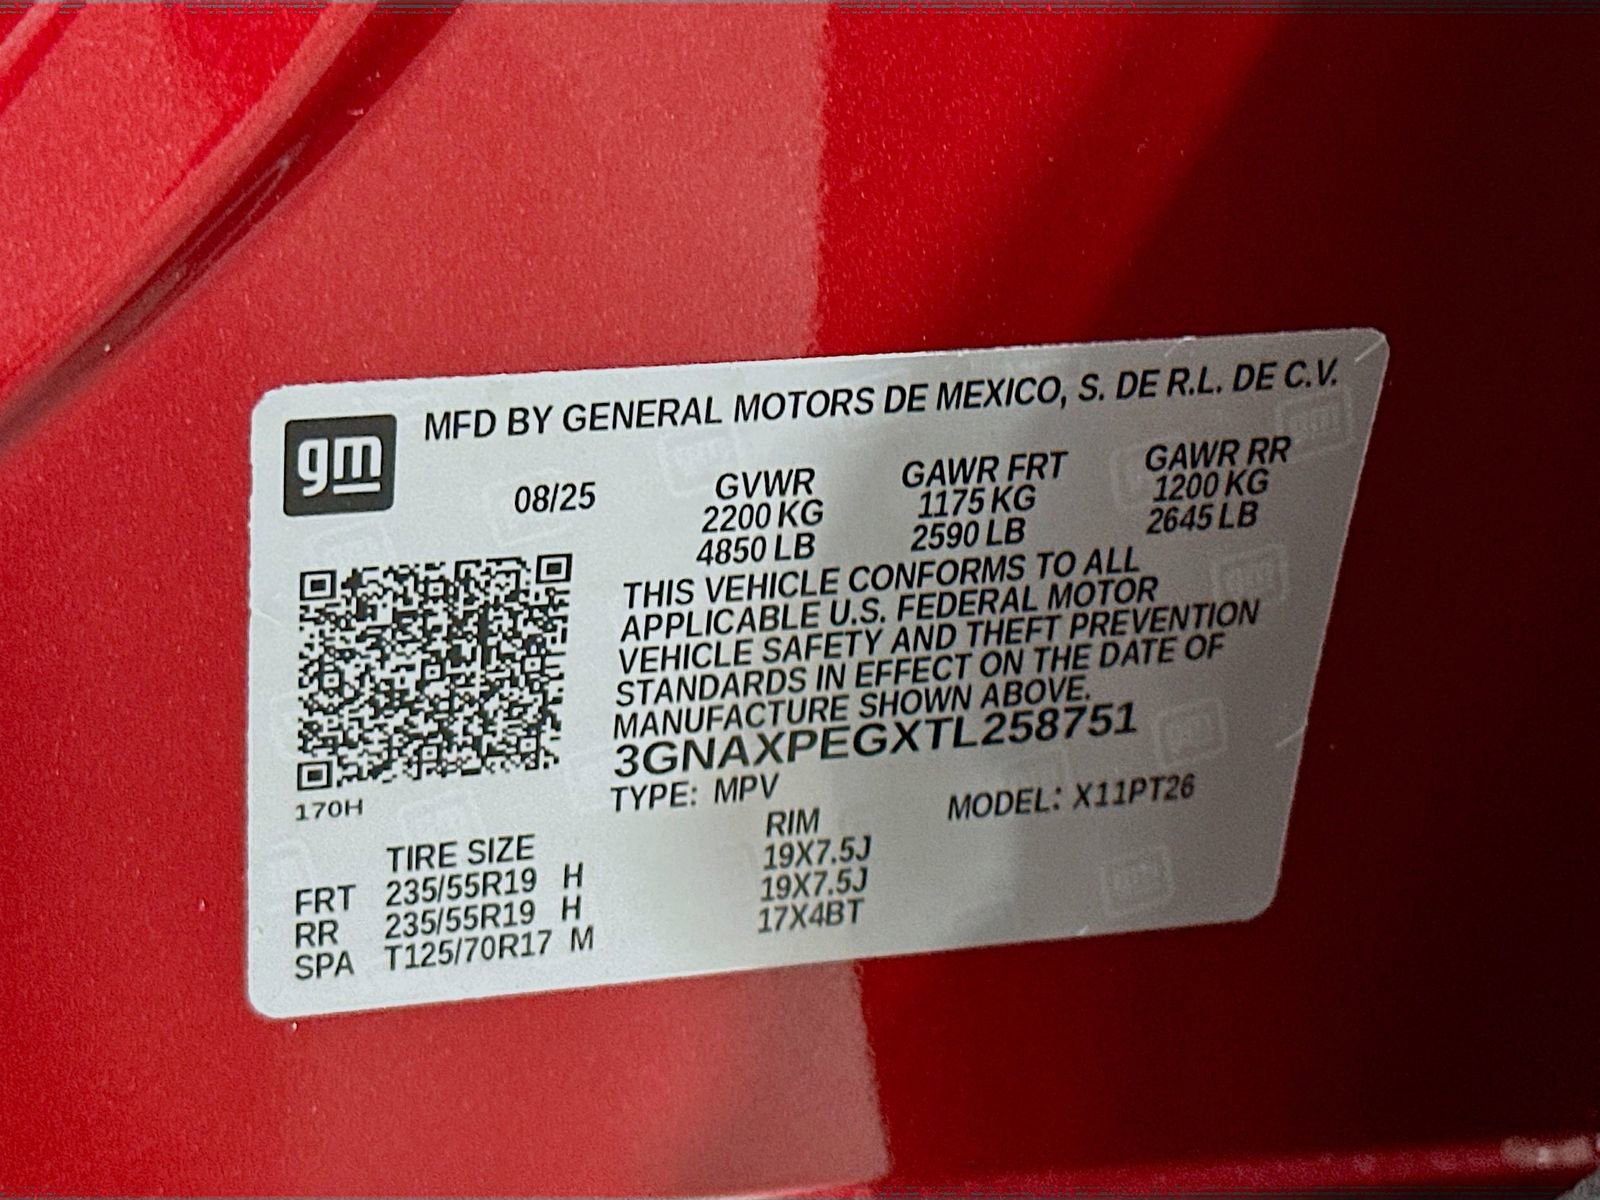 gm
MFD BY GENERAL MOTORS DE MEXICO, S. DE R.L. DE C.V.
08/25 GVWR GAWR FRT GAWR RR
2200 KG 1175 KG 1200 KG
4850 LB 2590 LB 2645 LB
THIS VEHICLE CONFORMS TO ALL
APPLICABLE U.S. FEDERAL MOTOR
VEHICLE SAFETY AND THEFT PREVENTION
STANDARDS IN EFFECT ON THE DATE OF
MANUFACTURE SHOWN ABOVE.
3GNAXPEGXTL258751
170H
TYPE: MPV MODEL: X11PT26
TIRE SIZE RIM
FRT 235/55R19 H 19X7.5J
RR 235/55R19 H 19X7.5J
SPA T125/70R17 M 17X4BT